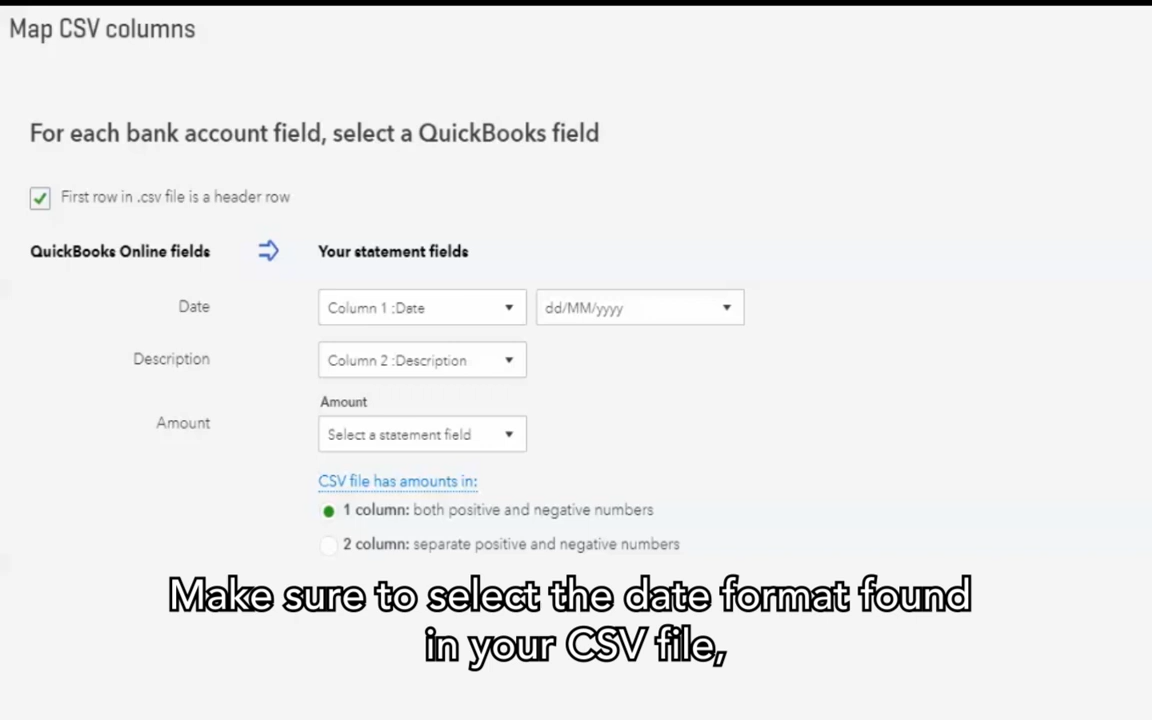 Map CSV columns
For each bank account field, select a QuickBooks field
First row in .csv file is a header row
QuickBooks Online fields
Your statement fields
Date
Column 1 :Date
dd/MM/yyyy
Description
Column 2 :Description
Amount
Amount
Select a statement field
CSV file has amounts in:
1 column: both positive and negative numbers
2 column: separate positive and negative numbers
Make sure to select the date format found
in your CSV file,